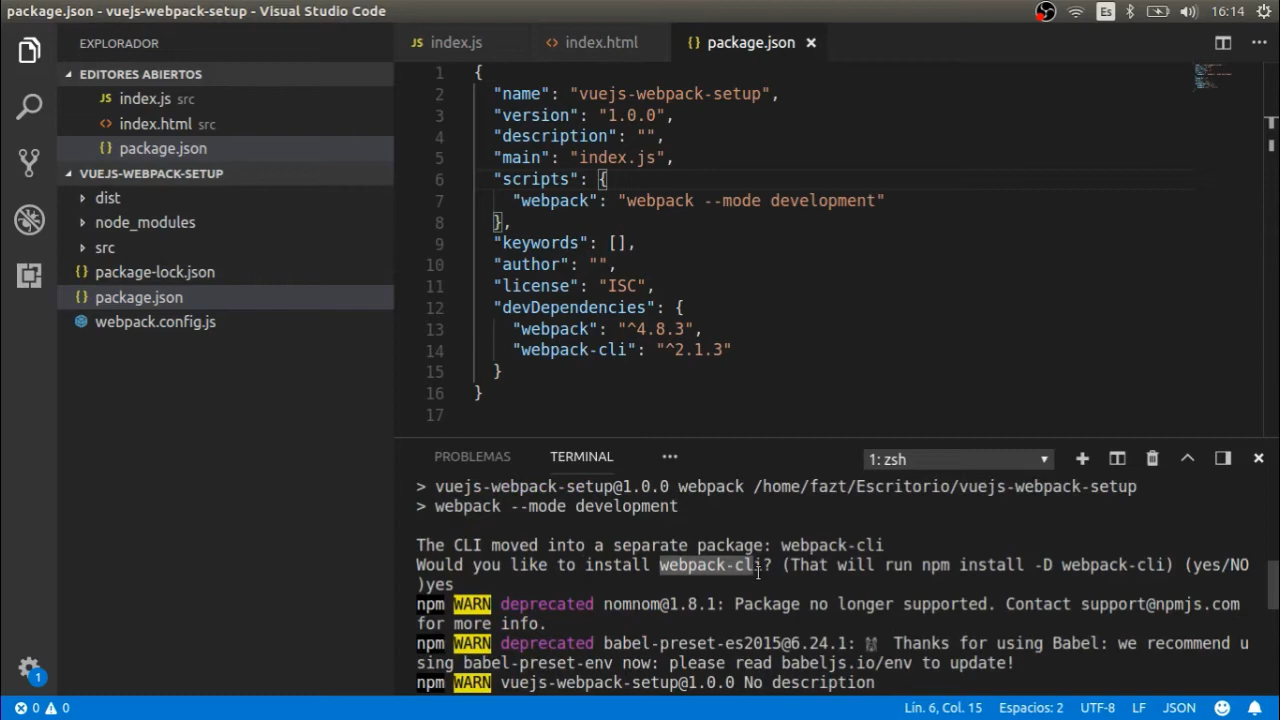 package.json - vuejs-webpack-setup - Visual Studio Code
Es
16:14
EXPLORADOR
EDITORES ABIERTOS
JS index.js src
<> index.html src
{} package.json
VUEJS-WEBPACK-SETUP
dist
node_modules
src
{} package-lock.json
{} package.json
webpack.config.js
1
JS index.js
<> index.html
{} package.json
1 {
2 "name": "vuejs-webpack-setup",
3 "version": "1.0.0",
4 "description": "",
5 "main": "index.js",
6 "scripts": {
7 "webpack": "webpack --mode development"
8 },
9 "keywords": [],
10 "author": "",
11 "license": "ISC",
12 "devDependencies": {
13 "webpack": "^4.8.3",
14 "webpack-cli": "^2.1.3"
15 }
16 }
17
PROBLEMAS
TERMINAL
1: zsh
> vuejs-webpack-setup@1.0.0 webpack /home/fazt/Escritorio/vuejs-webpack-setup
> webpack --mode development
The CLI moved into a separate package: webpack-cli
Would you like to install webpack-cli? (That will run npm install -D webpack-cli) (yes/NO
)yes
npm WARN deprecated nomnom@1.8.1: Package no longer supported. Contact support@npmjs.com
for more info.
npm WARN deprecated babel-preset-es2015@6.24.1: Thanks for using Babel: we recommend u
sing babel-preset-env now: please read babeljs.io/env to update!
npm WARN vuejs-webpack-setup@1.0.0 No description
0 0
Lín. 6, Col. 15
Espacios: 2
UTF-8
LF
JSON